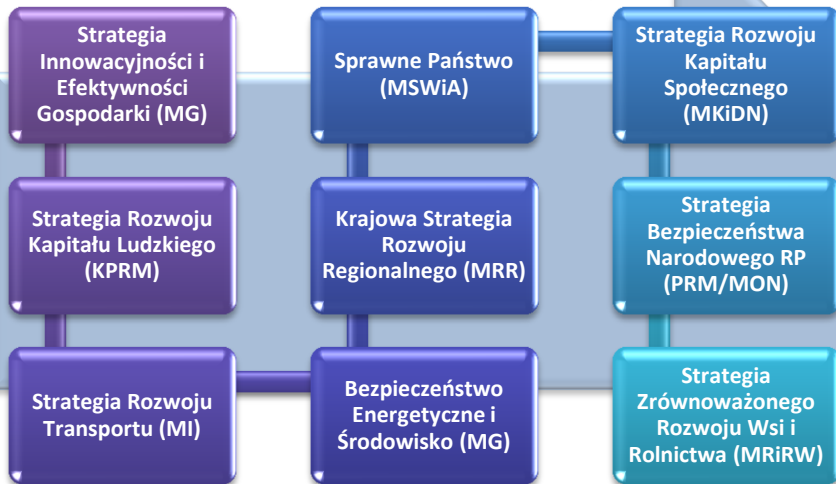 Strategia
Innowacyjności i
Efektywności
Gospodarki (MG)
Strategia Rozwoju
Kapitału Ludzkiego
(KPRM)
Strategia Rozwoju
Transportu (MI)
Bezpieczeństwo
Energetyczne i
Środowisko (MG)
Krajowa Strategia
Rozwoju
Regionalnego (MRR)
Sprawne Państwo
(MSWiA)
Strategia Rozwoju
Kapitału
Społecznego
(MKiDN)
Strategia
Bezpieczeństwa
Narodowego RP
(PRM/MON)
Strategia
Zrównoważonego
Rozwoju Wsi i
Rolnictwa (MRiRW)